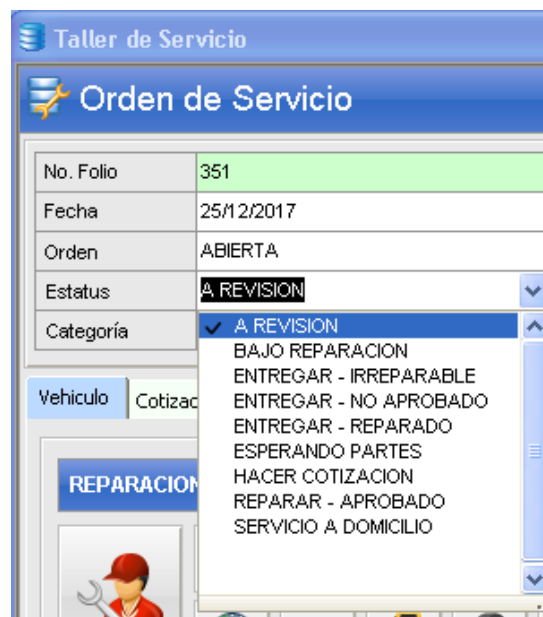 Taller de Servicio
Orden de Servicio
No. Folio 351
Fecha 25/12/2017
Orden ABIERTA
Estatus A REVISION
Categoría
A REVISION
BAJO REPARACION
ENTREGAR - IRREPARABLE
ENTREGAR - NO APROBADO
ENTREGAR - REPARADO
ESPERANDO PARTES
HACER COTIZACION
REPARAR - APROBADO
SERVICIO A DOMICILIO
Vehiculo Cotizac
REPARACION